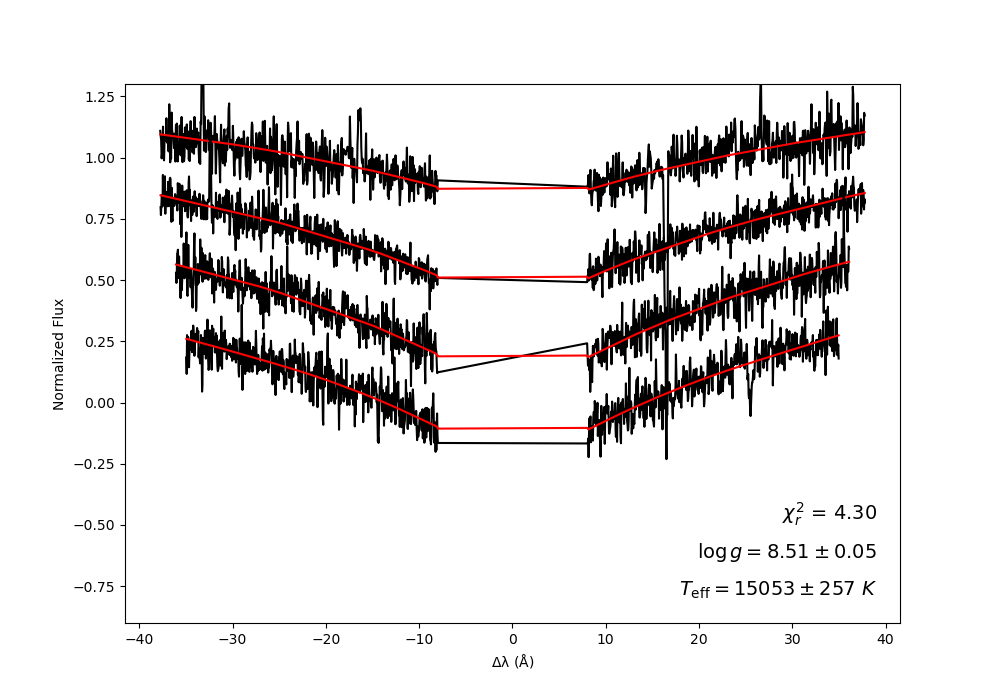 1.25
1.00
0.75
0.50
0.25
0.00
−0.25
−0.50
−0.75
Normalized Flux
χ²ᵣ = 4.30
log g = 8.51 ± 0.05
T_eff = 15053 ± 257 K
−40 −30 −20 −10 0 10 20 30 40
Δλ (Å)